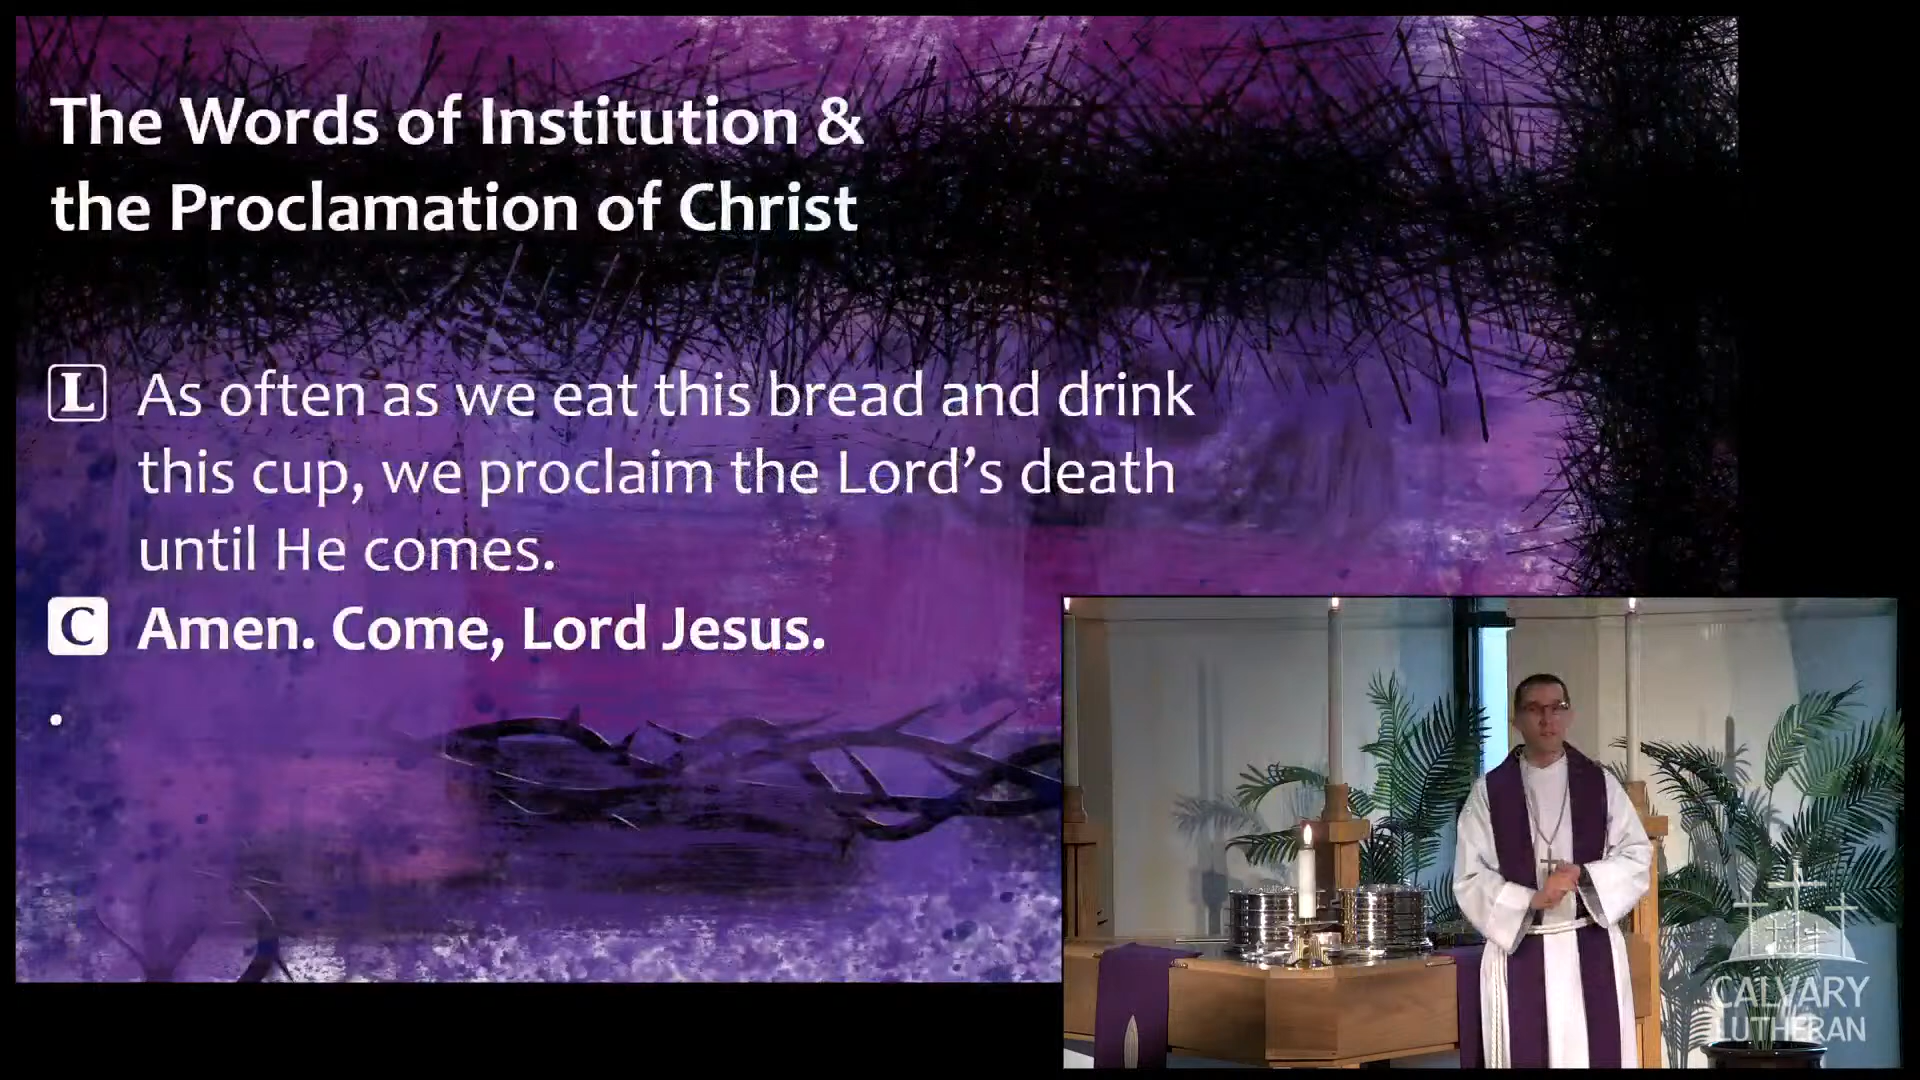 The Words of Institution &
the Proclamation of Christ
L As often as we eat this bread and drink
this cup, we proclaim the Lord’s death
until He comes.
C Amen. Come, Lord Jesus.
.
CALVARY
LUTHERAN